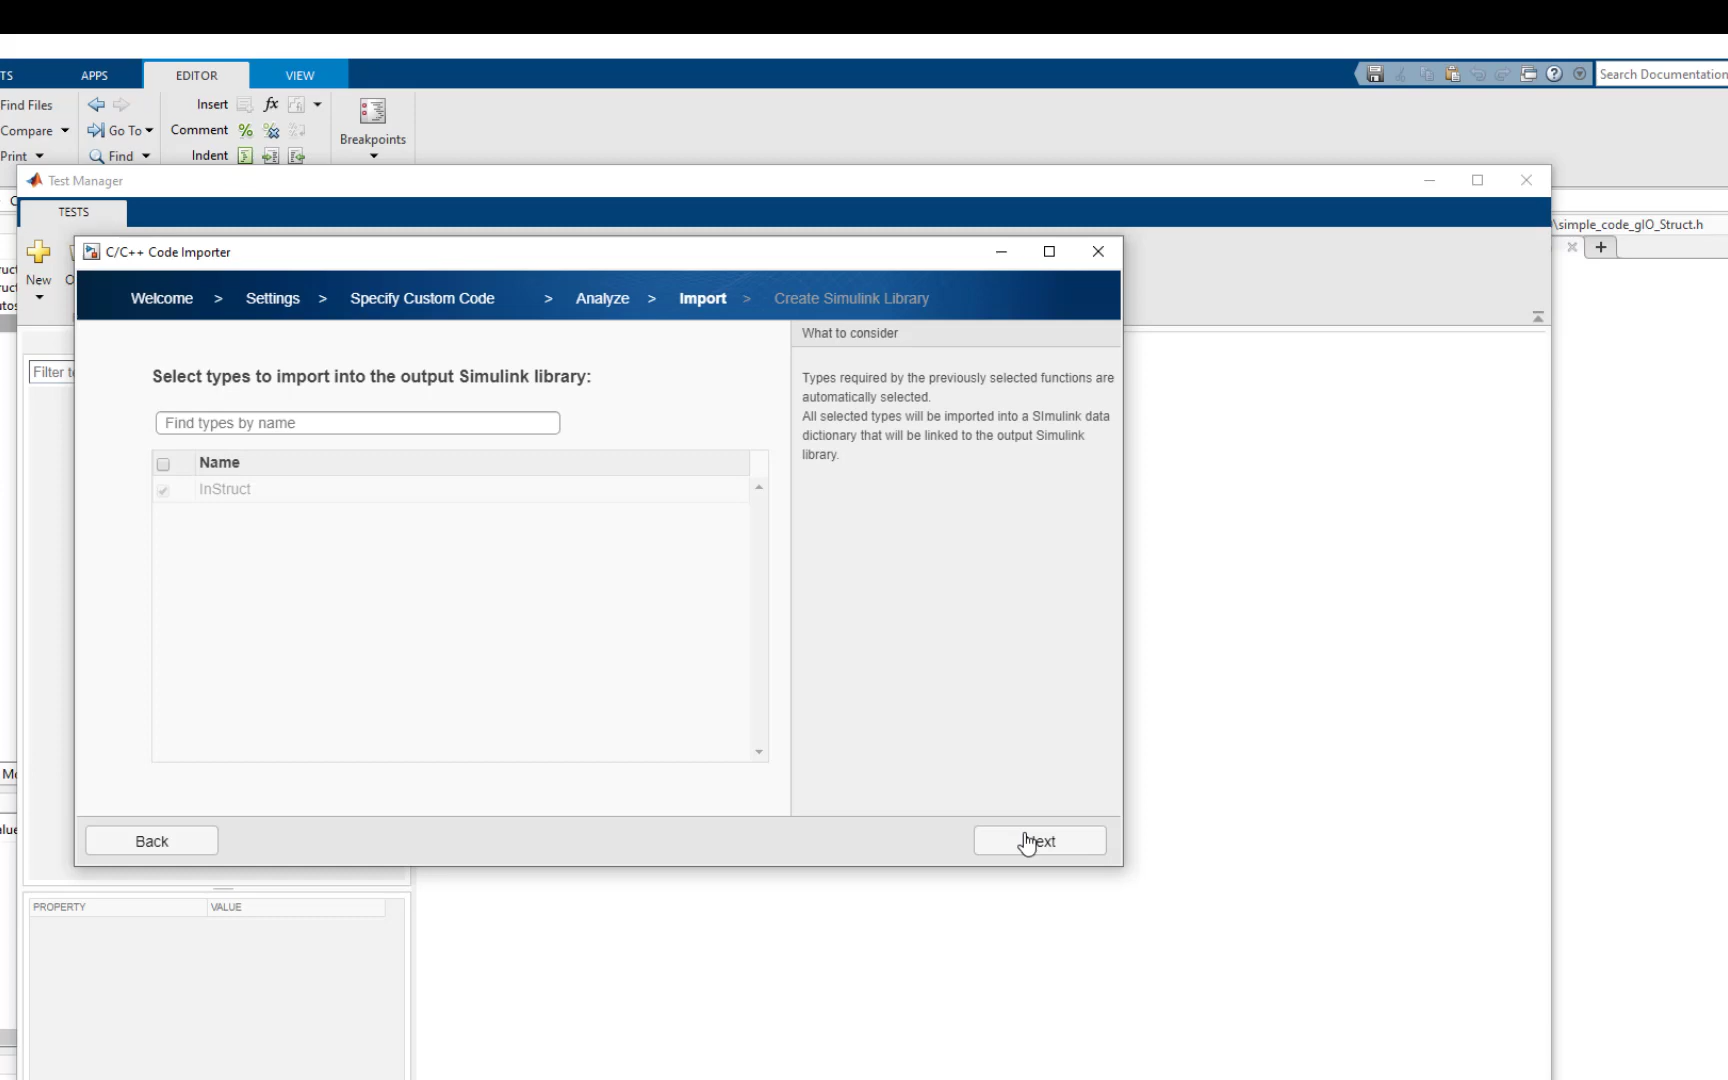 TS APPS EDITOR VIEW Search Documentation
Find Files Insert fx
Compare Go To Comment % Breakpoints
Print Find Indent
Test Manager
TESTS
\simple_code_gIO_Struct.h
New
C/C++ Code Importer
Welcome > Settings > Specify Custom Code > Analyze > Import > Create Simulink Library
What to consider
Filter t
Select types to import into the output Simulink library:
Find types by name
Name
InStruct
Types required by the previously selected functions are
automatically selected.
All selected types will be imported into a SImulink data
dictionary that will be linked to the output Simulink
library.
Back ext
PROPERTY VALUE